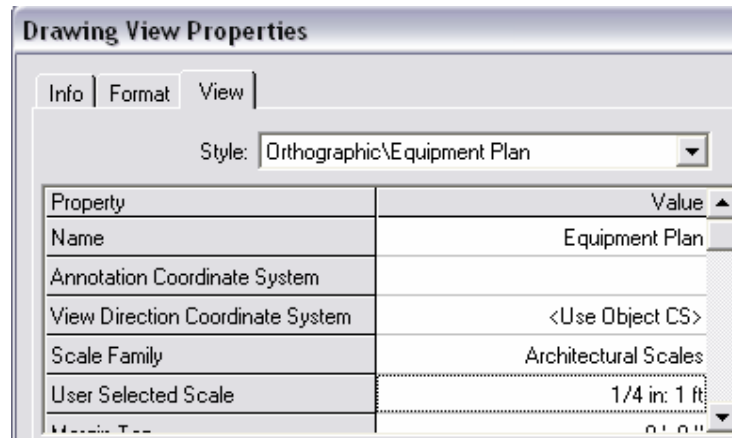 Drawing View Properties
Info Format View
Style: Orthographic\Equipment Plan
Property Value
Name Equipment Plan
Annotation Coordinate System
View Direction Coordinate System <Use Object CS>
Scale Family Architectural Scales
User Selected Scale 1/4 in: 1 ft